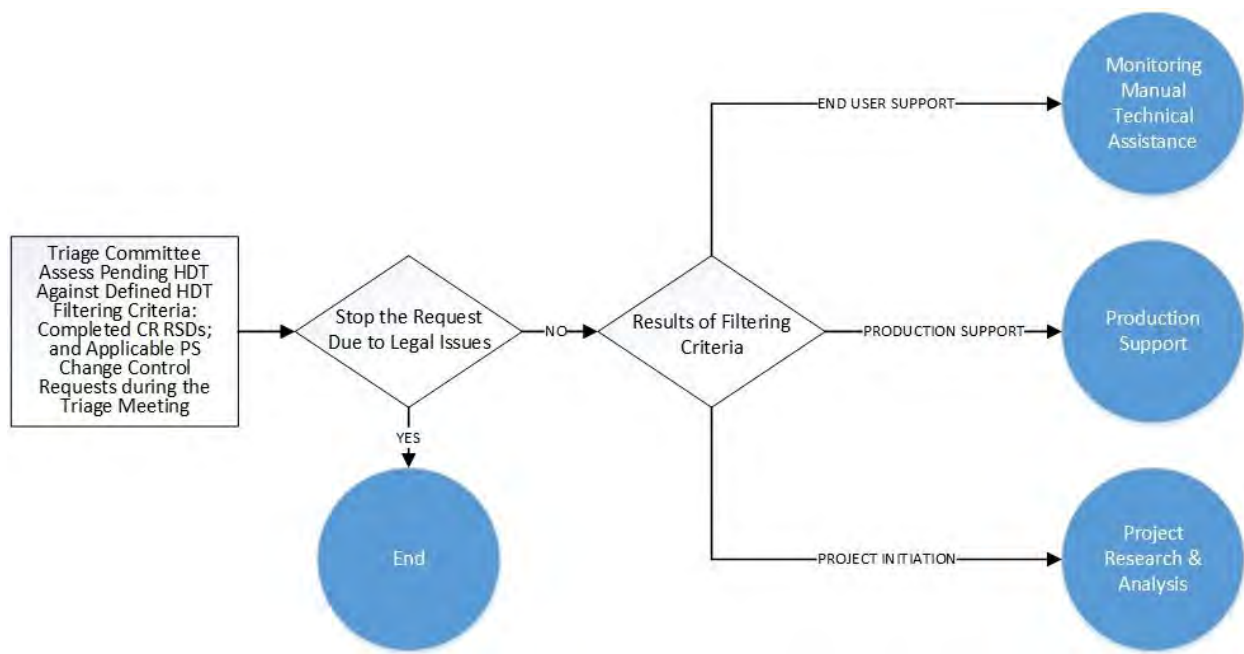 Triage Committee
Assess Pending HDT
Against Defined HDT
Filtering Criteria:
Completed CR RSDs;
and Applicable PS
Change Control
Requests during the
Triage Meeting
Stop the Request
Due to Legal Issues
YES
End
NO
Results of Filtering
Criteria
END USER SUPPORT
Monitoring
Manual
Technical
Assistance
PRODUCTION SUPPORT
Production
Support
PROJECT INITIATION
Project
Research &
Analysis